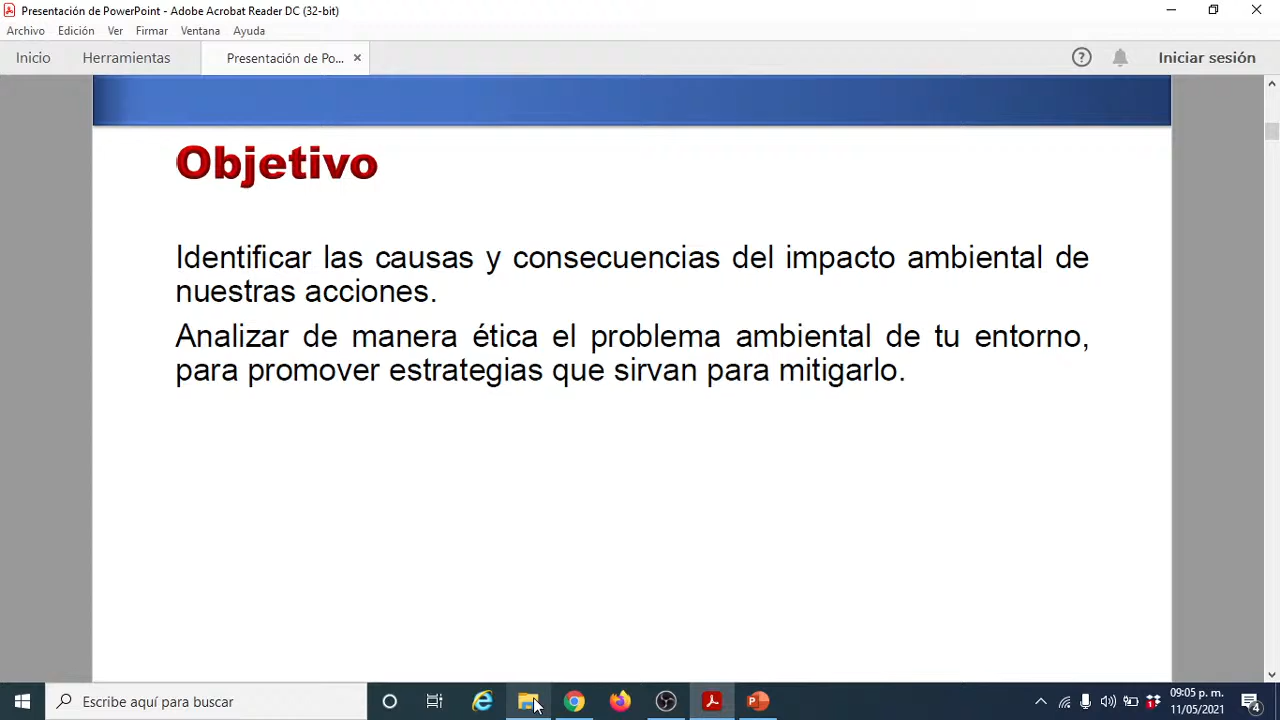 Presentación de PowerPoint - Adobe Acrobat Reader DC (32-bit)
Archivo Edición Ver Firmar Ventana Ayuda
Inicio Herramientas Presentación de Po... Iniciar sesión
Objetivo
Identificar las causas y consecuencias del impacto ambiental de
nuestras acciones.
Analizar de manera ética el problema ambiental de tu entorno,
para promover estrategias que sirvan para mitigarlo.
Escribe aquí para buscar
09:05 p. m.
11/05/2021
4